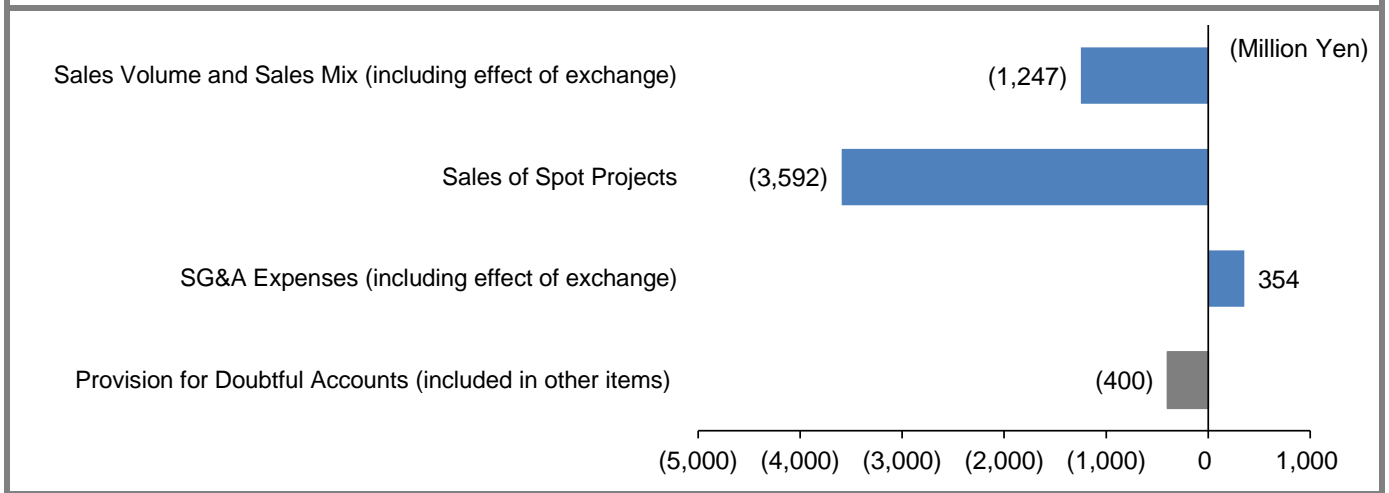 (Million Yen)
Sales Volume and Sales Mix (including effect of exchange) (1,247)
Sales of Spot Projects (3,592)
SG&A Expenses (including effect of exchange) 354
Provision for Doubtful Accounts (included in other items) (400)
(5,000) (4,000) (3,000) (2,000) (1,000) 0 1,000